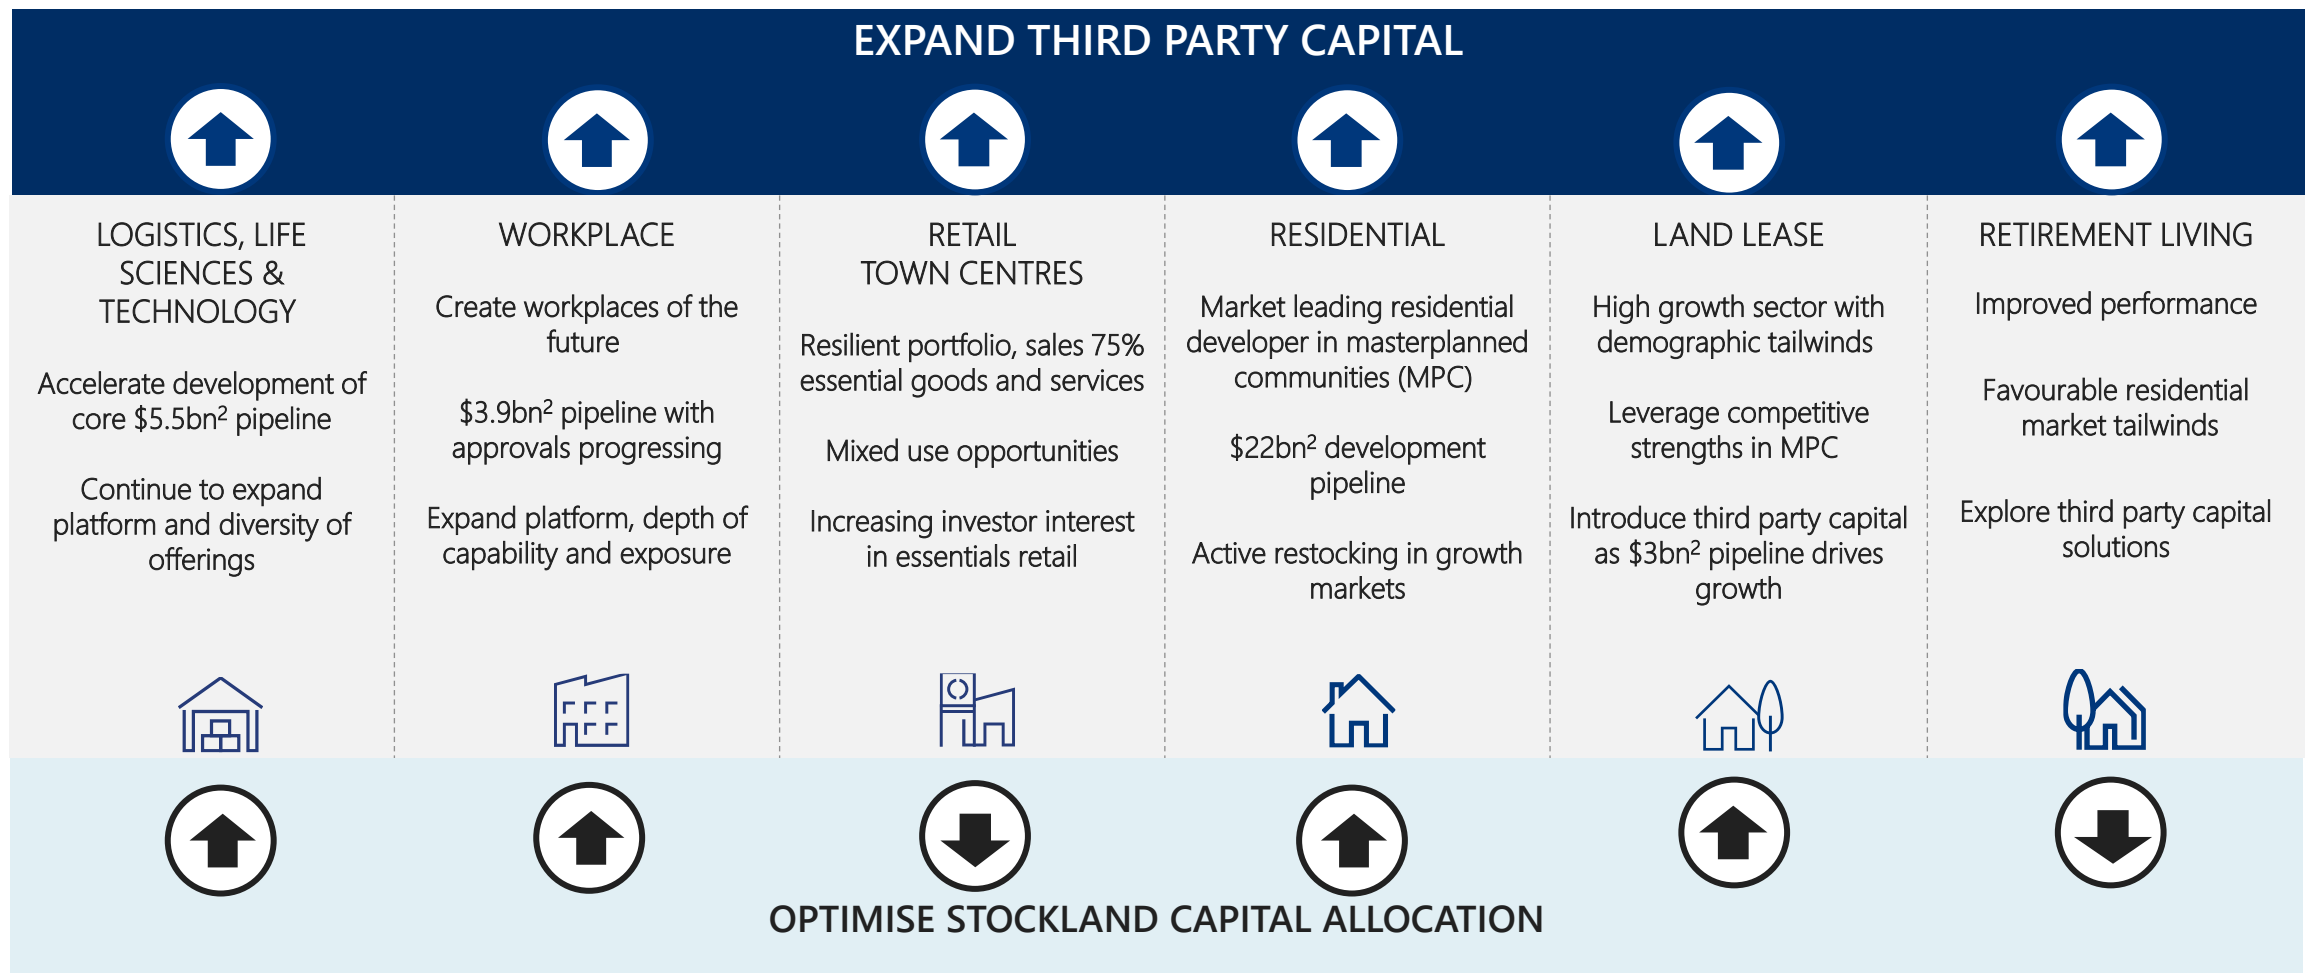 EXPAND THIRD PARTY CAPITAL
LOGISTICS, LIFE
SCIENCES &
TECHNOLOGY
Accelerate development of
core $5.5bn² pipeline
Continue to expand
platform and diversity of
offerings
WORKPLACE
Create workplaces of the
future
$3.9bn² pipeline with
approvals progressing
Expand platform, depth of
capability and exposure
RETAIL
TOWN CENTRES
Resilient portfolio, sales 75%
essential goods and services
Mixed use opportunities
Increasing investor interest
in essentials retail
RESIDENTIAL
Market leading residential
developer in masterplanned
communities (MPC)
$22bn² development
pipeline
Active restocking in growth
markets
LAND LEASE
High growth sector with
demographic tailwinds
Leverage competitive
strengths in MPC
Introduce third party capital
as $3bn² pipeline drives
growth
RETIREMENT LIVING
Improved performance
Favourable residential
market tailwinds
Explore third party capital
solutions
OPTIMISE STOCKLAND CAPITAL ALLOCATION